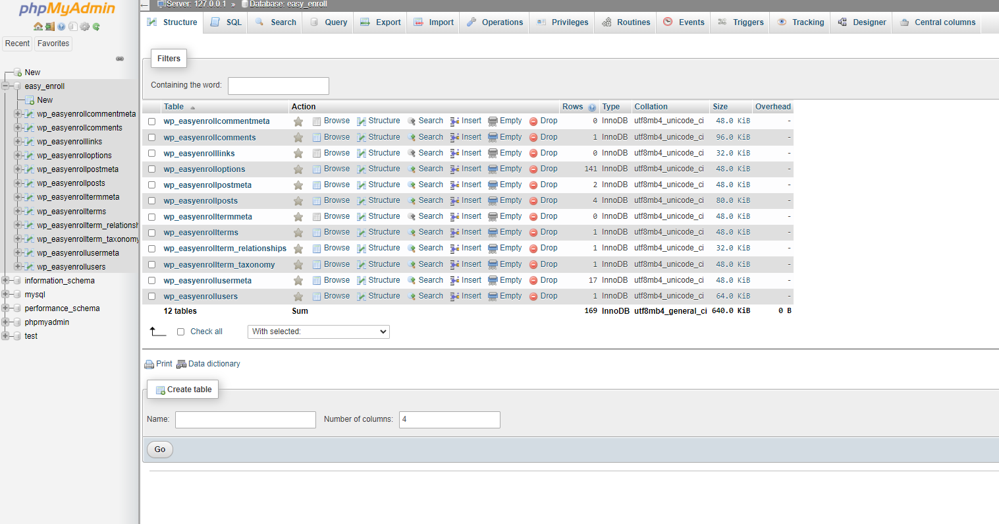 phpMyAdmin
Recent Favorites
New
easy_enroll
New
wp_easyenrollcommentmeta
wp_easyenrollcomments
wp_easyenrolllinks
wp_easyenrolloptions
wp_easyenrollpostmeta
wp_easyenrollposts
wp_easyenrolltermmeta
wp_easyenrollterms
wp_easyenrollterm_relationsh
wp_easyenrollterm_taxonomy
wp_easyenrollusermeta
wp_easyenrollusers
information_schema
mysql
performance_schema
phpmyadmin
test
Server: 127.0.0.1 » Database: easy_enroll
Structure SQL Search Query Export Import Operations Privileges Routines Events Triggers Tracking Designer Central columns
Filters
Containing the word:
Table Action Rows Type Collation Size Overhead
wp_easyenrollcommentmeta Browse Structure Search Insert Empty Drop 0 InnoDB utf8mb4_unicode_ci 48.0 KiB -
wp_easyenrollcomments Browse Structure Search Insert Empty Drop 1 InnoDB utf8mb4_unicode_ci 96.0 KiB -
wp_easyenrolllinks Browse Structure Search Insert Empty Drop 0 InnoDB utf8mb4_unicode_ci 32.0 KiB -
wp_easyenrolloptions Browse Structure Search Insert Empty Drop 141 InnoDB utf8mb4_unicode_ci 48.0 KiB -
wp_easyenrollpostmeta Browse Structure Search Insert Empty Drop 2 InnoDB utf8mb4_unicode_ci 48.0 KiB -
wp_easyenrollposts Browse Structure Search Insert Empty Drop 4 InnoDB utf8mb4_unicode_ci 80.0 KiB -
wp_easyenrolltermmeta Browse Structure Search Insert Empty Drop 0 InnoDB utf8mb4_unicode_ci 48.0 KiB -
wp_easyenrollterms Browse Structure Search Insert Empty Drop 1 InnoDB utf8mb4_unicode_ci 48.0 KiB -
wp_easyenrollterm_relationships Browse Structure Search Insert Empty Drop 1 InnoDB utf8mb4_unicode_ci 32.0 KiB -
wp_easyenrollterm_taxonomy Browse Structure Search Insert Empty Drop 1 InnoDB utf8mb4_unicode_ci 48.0 KiB -
wp_easyenrollusermeta Browse Structure Search Insert Empty Drop 17 InnoDB utf8mb4_unicode_ci 48.0 KiB -
wp_easyenrollusers Browse Structure Search Insert Empty Drop 1 InnoDB utf8mb4_unicode_ci 64.0 KiB -
12 tables Sum 169 InnoDB utf8mb4_general_ci 640.0 KiB 0 B
Check all With selected:
Print Data dictionary
Create table
Name: Number of columns: 4
Go